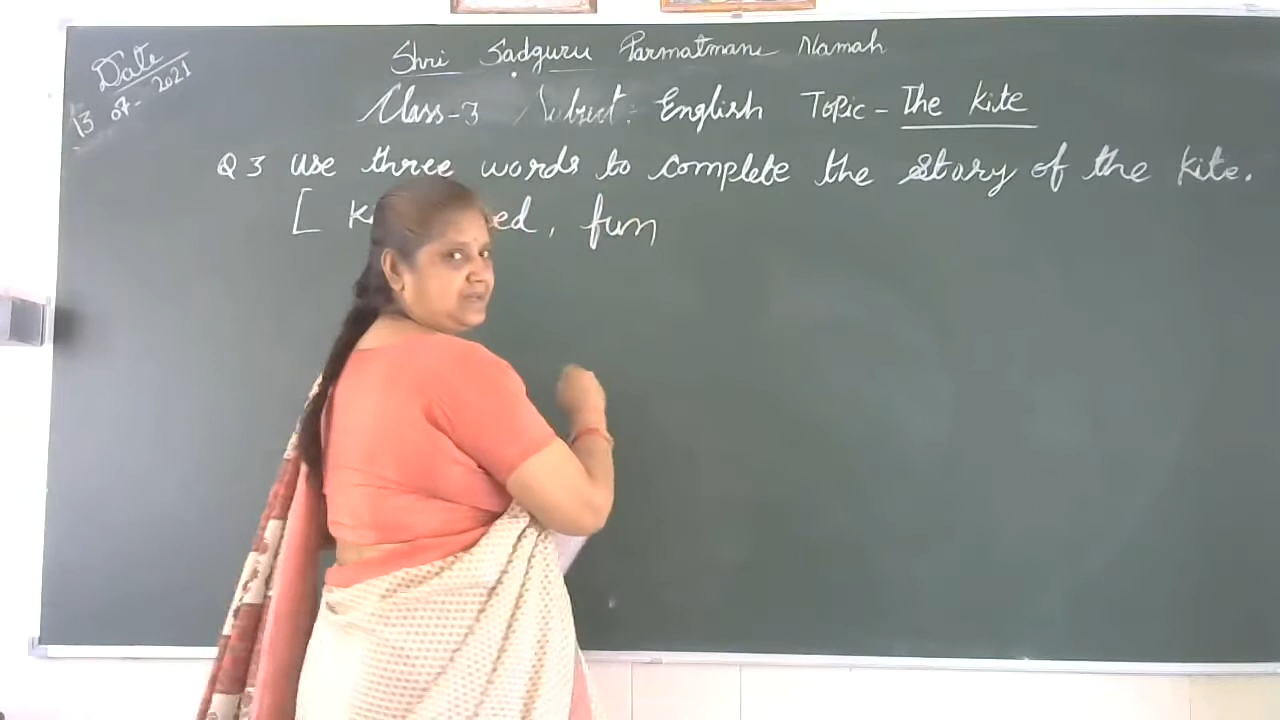 Date
13 07- 2021
Shri Sadguru Parmatmane Namah
Class-3 Subject: English Topic - The kite
Q 3 use three words to complete the story of the kite.
[ , fun